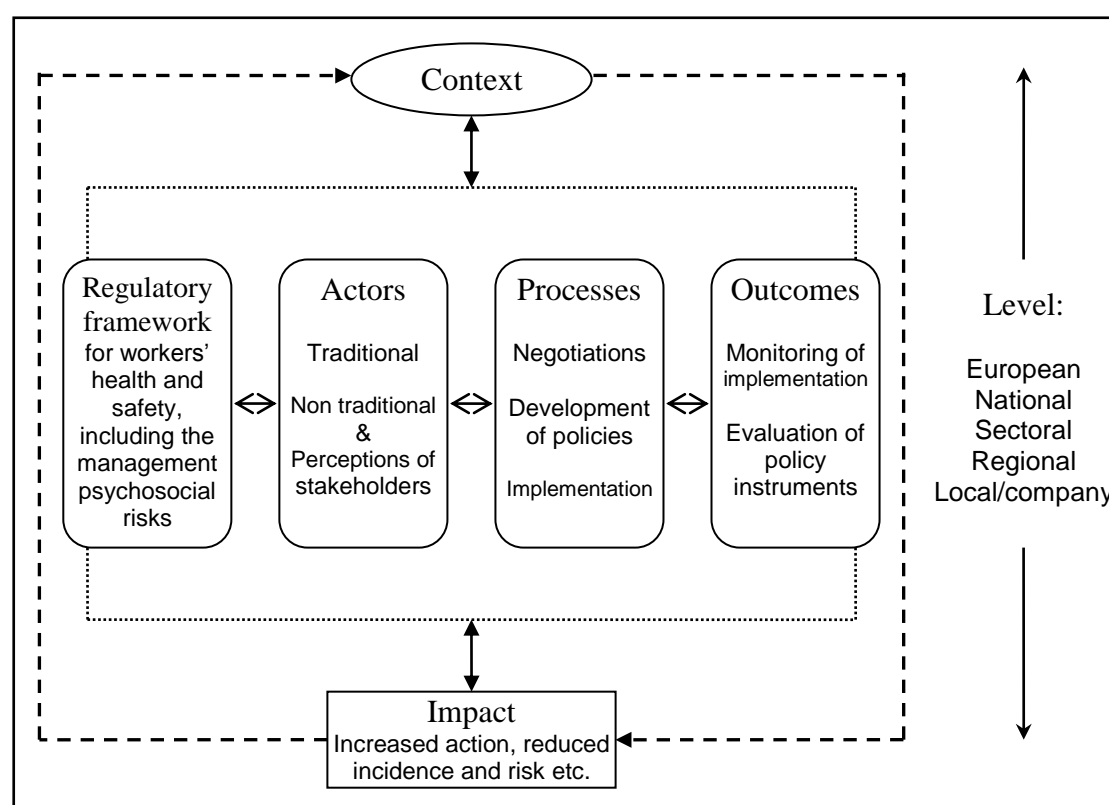 Context
Regulatory
framework
for workers’
health and
safety,
including the
management
psychosocial
risks
Actors
Traditional
Non traditional
&
Perceptions of
stakeholders
Processes
Negotiations
Development
of policies
Implementation
Outcomes
Monitoring of
implementation
Evaluation of
policy
instruments
Level:
European
National
Sectoral
Regional
Local/company
Impact
Increased action, reduced
incidence and risk etc.